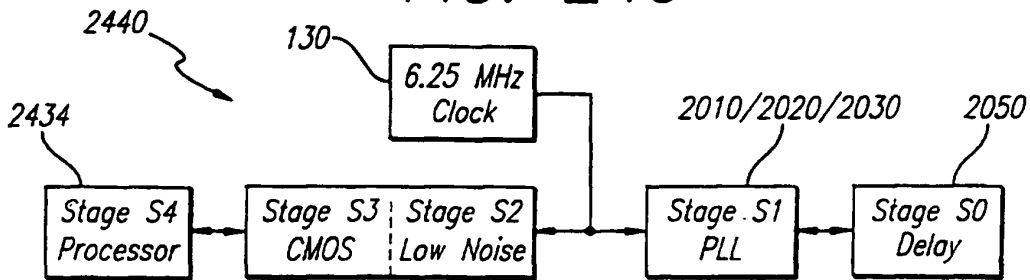 2440
130
6.25 MHz
Clock
2434
2010/2020/2030
2050
Stage S4
Processor
Stage S3
CMOS
Stage S2
Low Noise
Stage S1
PLL
Stage S0
Delay